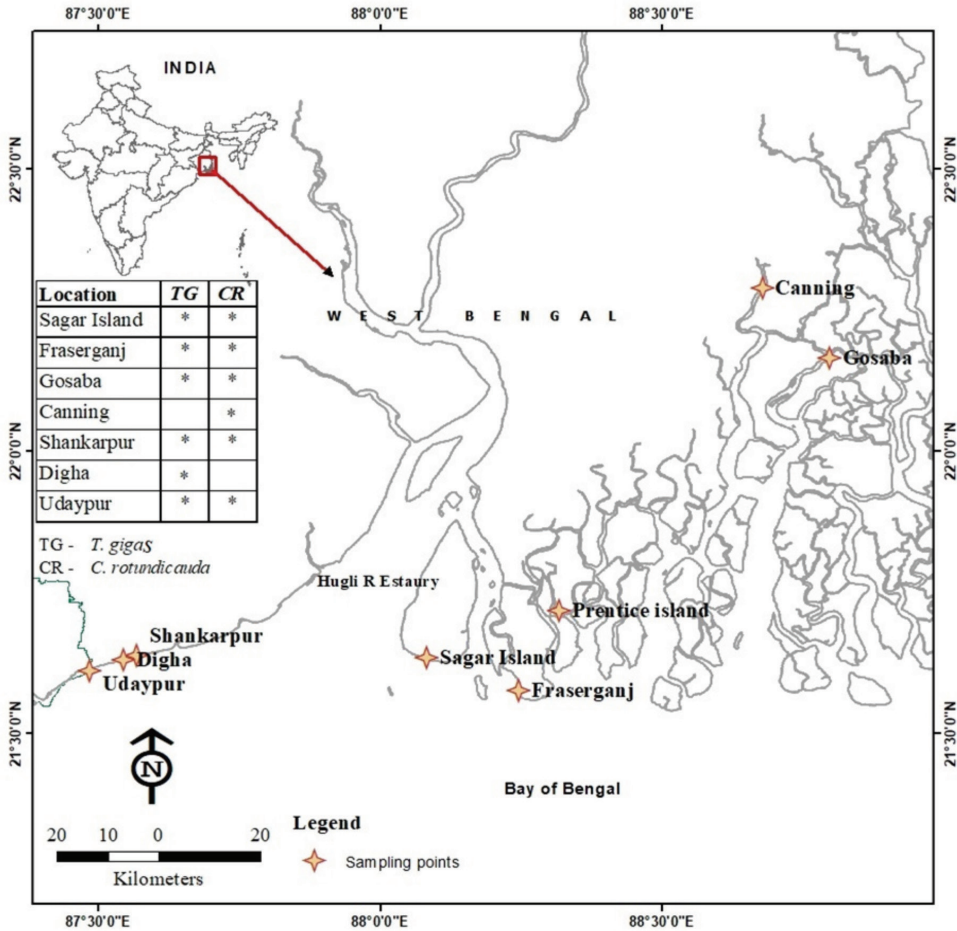 87°30'0"E 88°0'0"E 88°30'0"E
INDIA
22°30'0"N 22°30'0"N
Canning
Location TG CR
Sagar Island * *
Fraserganj * *
Gosaba * *
Canning *
Shankarpur * *
Digha *
Udaypur * *
WEST BENGAL
Gosaba
22°0'0"N 22°0'0"N
TG - T. gigas
CR - C. rotundicauda
Hugli R Estaury
Prentice island
Shankarpur
Digha
Udaypur
Sagar Island
Fraserganj
21°30'0"N 21°30'0"N
N
Bay of Bengal
Legend
Sampling points
20 10 0 20
Kilometers
87°30'0"E 88°0'0"E 88°30'0"E